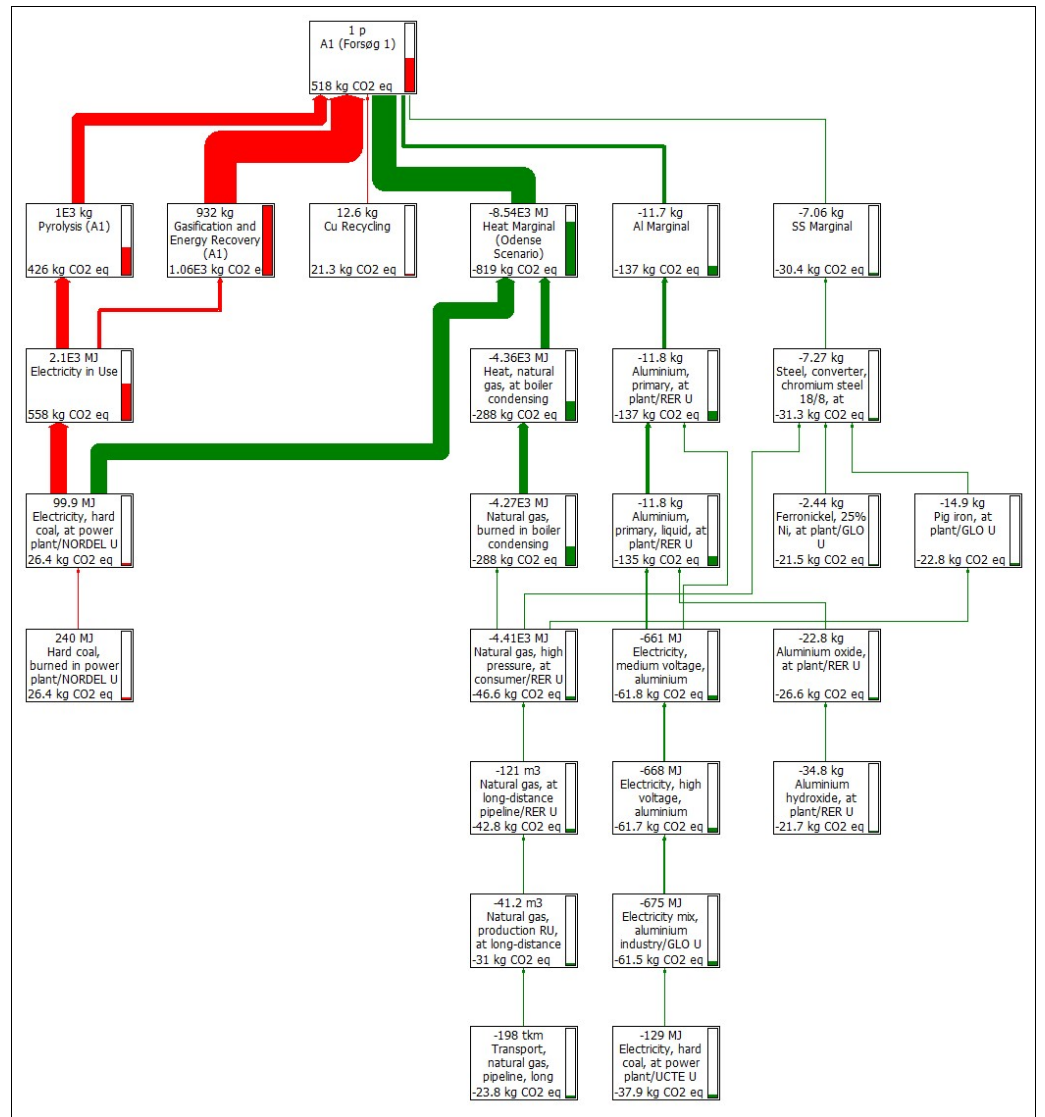 1 p
A1 (Forsøg 1)
518 kg CO2 eq
1E3 kg
Pyrolysis (A1)
426 kg CO2 eq
932 kg
Gasification and
Energy Recovery
(A1)
1.06E3 kg CO2 e
12.6 kg
Cu Recycling
21.3 kg CO2 eq
-8.54E3 MJ
Heat Marginal
(Odense
Scenario)
-819 kg CO2 eq
-11.7 kg
Al Marginal
-137 kg CO2 eq
-7.06 kg
SS Marginal
-30.4 kg CO2 eq
2.1E3 MJ
Electricity in Use
558 kg CO2 eq
-4.36E3 MJ
Heat, natural
gas, at boiler
condensing
-288 kg CO2 eq
-11.8 kg
Aluminium,
primary, at
plant/RER U
-137 kg CO2 eq
-7.27 kg
Steel, converter,
chromium steel
18/8, at
-31.3 kg CO2 eq
99.9 MJ
Electricity, hard
coal, at power
plant/NORDEL U
26.4 kg CO2 eq
-4.27E3 MJ
Natural gas,
burned in boiler
condensing
-288 kg CO2 eq
-11.8 kg
Aluminium,
primary, liquid, at
plant/RER U
-135 kg CO2 eq
-2.44 kg
Ferronickel, 25%
Ni, at plant/GLO
U
-21.5 kg CO2 eq
-14.9 kg
Pig iron, at
plant/GLO U
-22.8 kg CO2 eq
240 MJ
Hard coal,
burned in power
plant/NORDEL U
26.4 kg CO2 eq
-4.41E3 MJ
Natural gas, high
pressure, at
consumer/RER U
-46.6 kg CO2 eq
-661 MJ
Electricity,
medium voltage,
aluminium
-61.8 kg CO2 eq
-22.8 kg
Aluminium oxide,
at plant/RER U
-26.6 kg CO2 eq
-121 m3
Natural gas, at
long-distance
pipeline/RER U
-42.8 kg CO2 eq
-668 MJ
Electricity, high
voltage,
aluminium
-61.7 kg CO2 eq
-34.8 kg
Aluminium
hydroxide, at
plant/RER U
-21.7 kg CO2 eq
-41.2 m3
Natural gas,
production RU,
at long-distance
-31 kg CO2 eq
-675 MJ
Electricity mix,
aluminium
industry/GLO U
-61.5 kg CO2 eq
-198 tkm
Transport,
natural gas,
pipeline, long
-23.8 kg CO2 eq
-129 MJ
Electricity, hard
coal, at power
plant/UCTE U
-37.9 kg CO2 eq